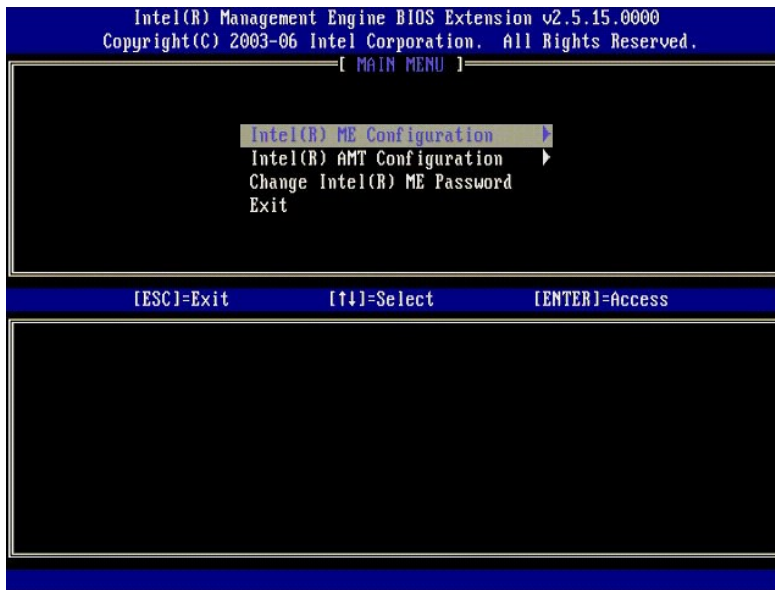 Intel(R) Management Engine BIOS Extension v2.5.15.0000
Copyright(C) 2003-06 Intel Corporation. All Rights Reserved.
[ MAIN MENU ]
Intel(R) ME Configuration ►
Intel(R) AMT Configuration ►
Change Intel(R) ME Password
Exit
[ESC]=Exit [↑↓]=Select [ENTER]=Access